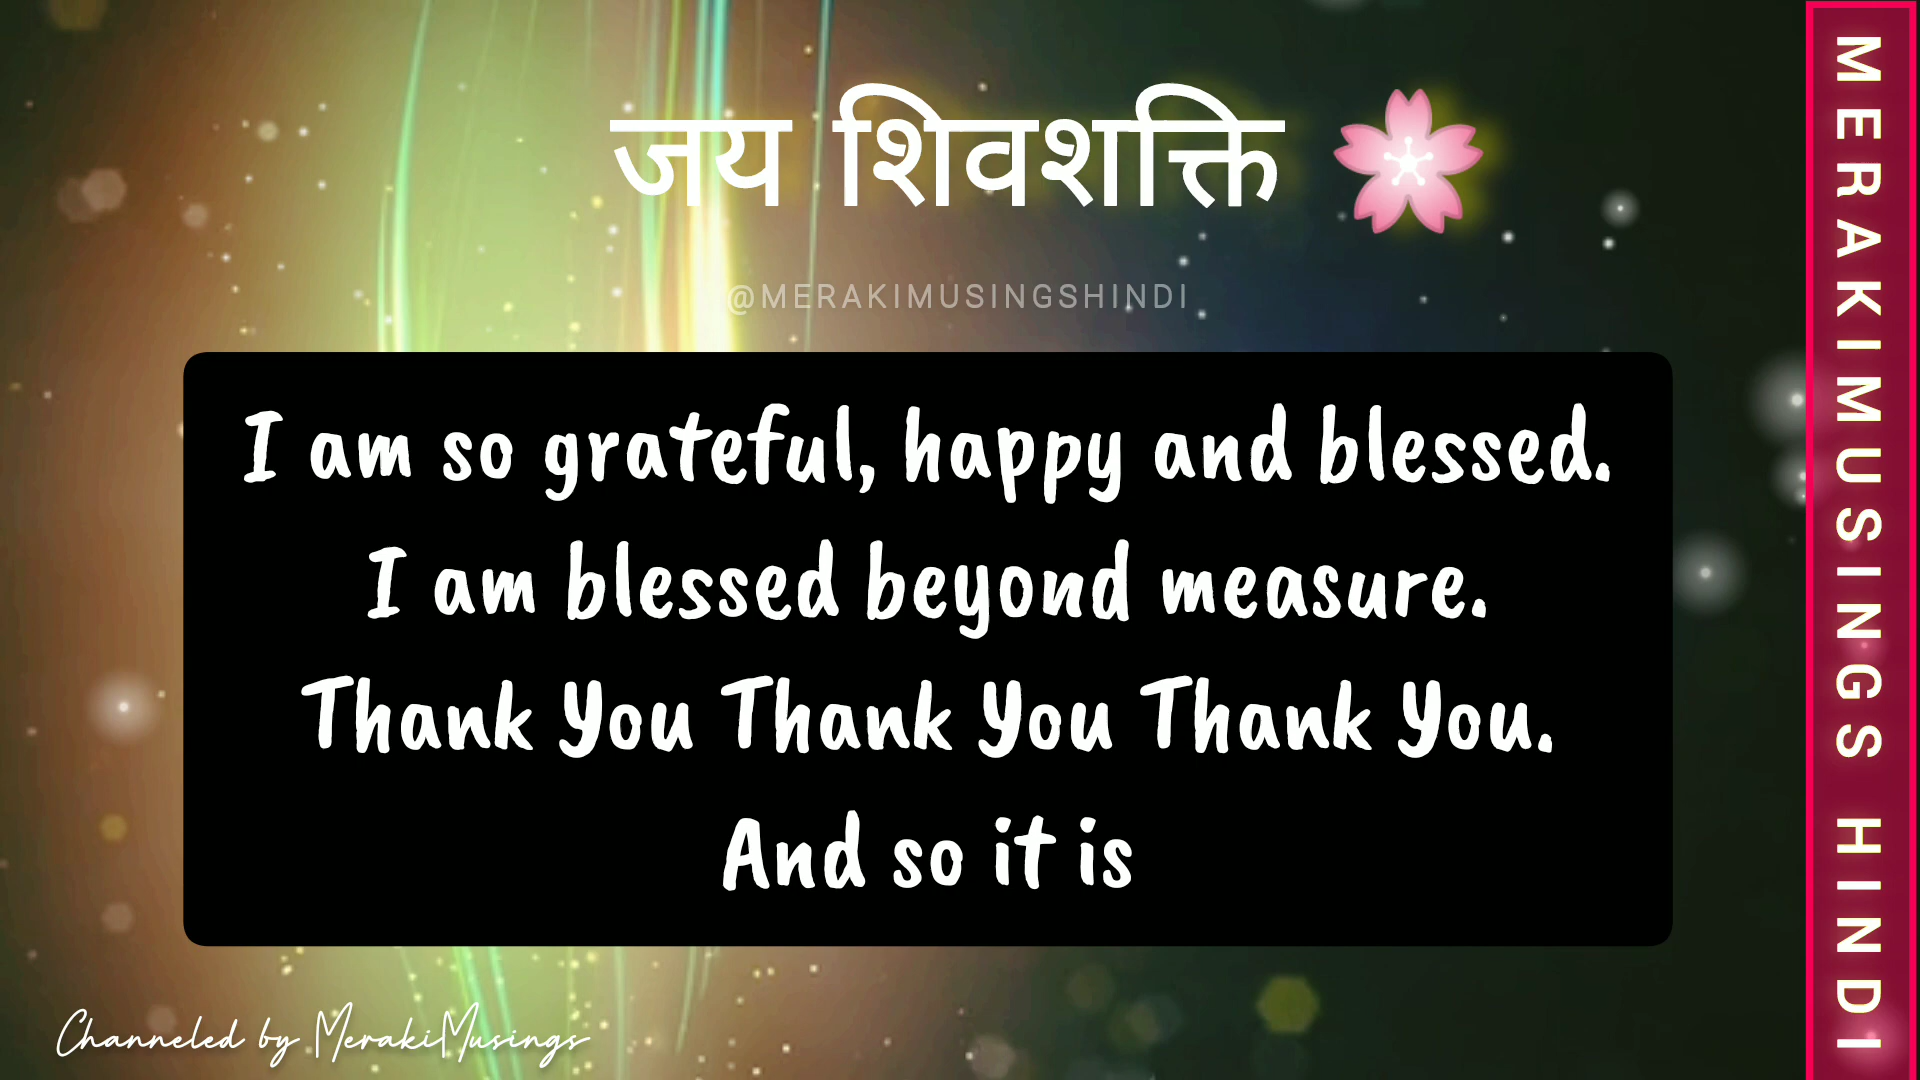 जय शिवशक्ति 🌸
@MERAKIMUSINGSHINDI
I am so grateful, happy and blessed.
I am blessed beyond measure.
Thank You Thank You Thank You.
And so it is
Channeled by MerakiMusings
MERAKIMUSINGS HINDI